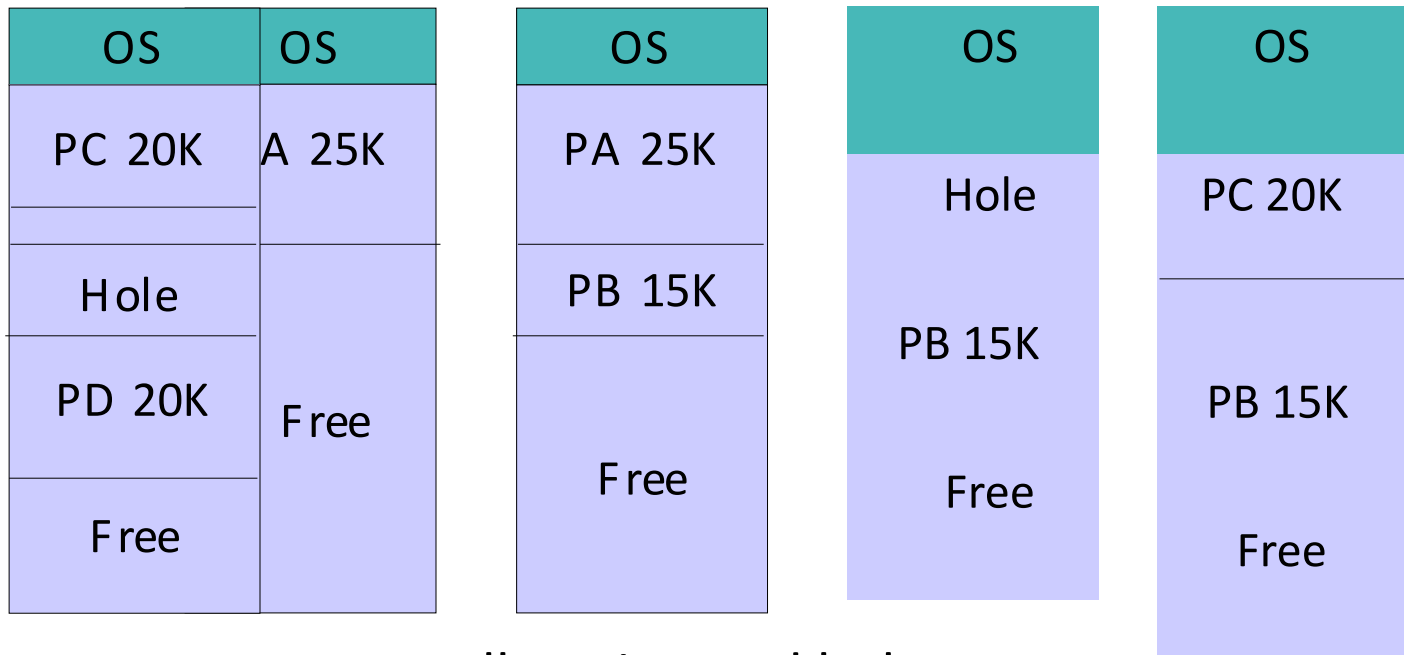 OS
PC 20K
Hole
PD 20K
Free
OS
A 25K
Free
OS
PA 25K
PB 15K
Free
OS
Hole
PB 15K
Free
OS
PC 20K
PB 15K
Free